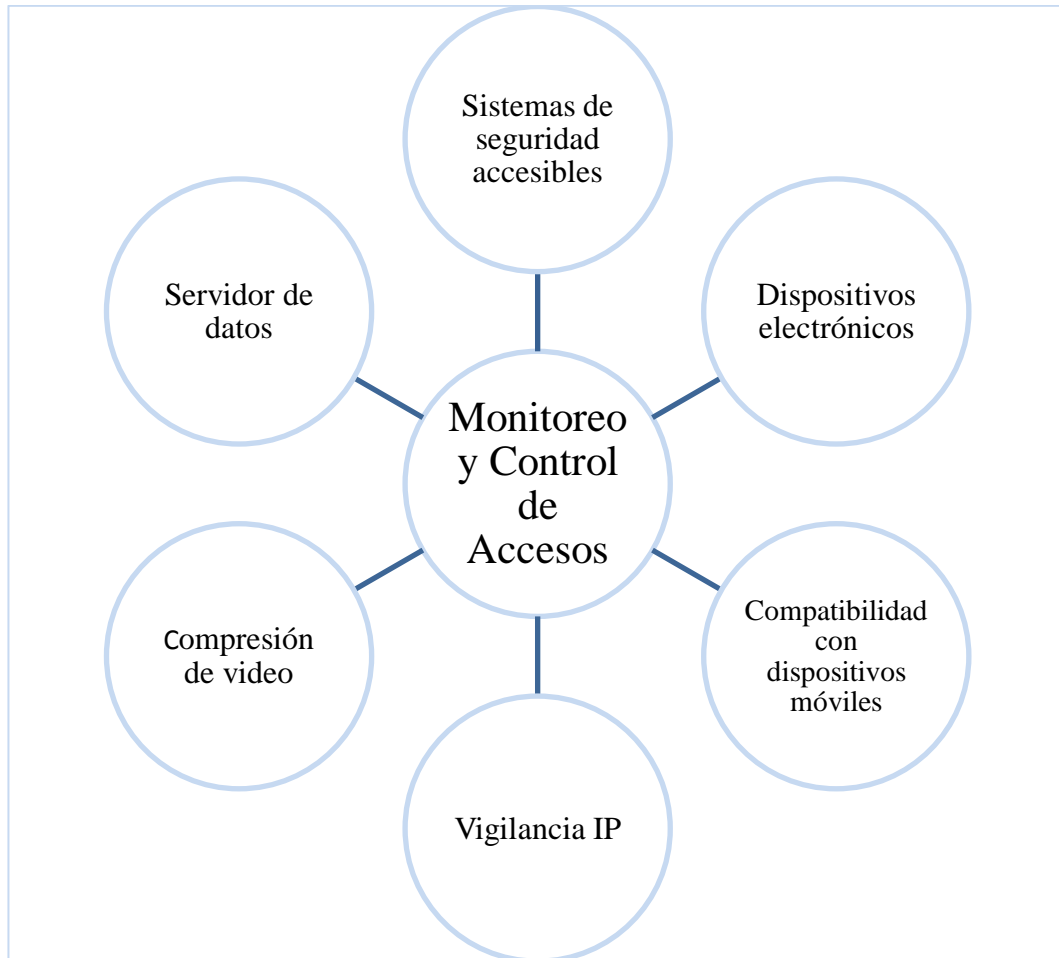 Sistemas de
seguridad
accesibles
Servidor de
datos
Dispositivos
electrónicos
Monitoreo
y Control
de
Accesos
Compresión
de video
Compatibilidad
con
dispositivos
móviles
Vigilancia IP